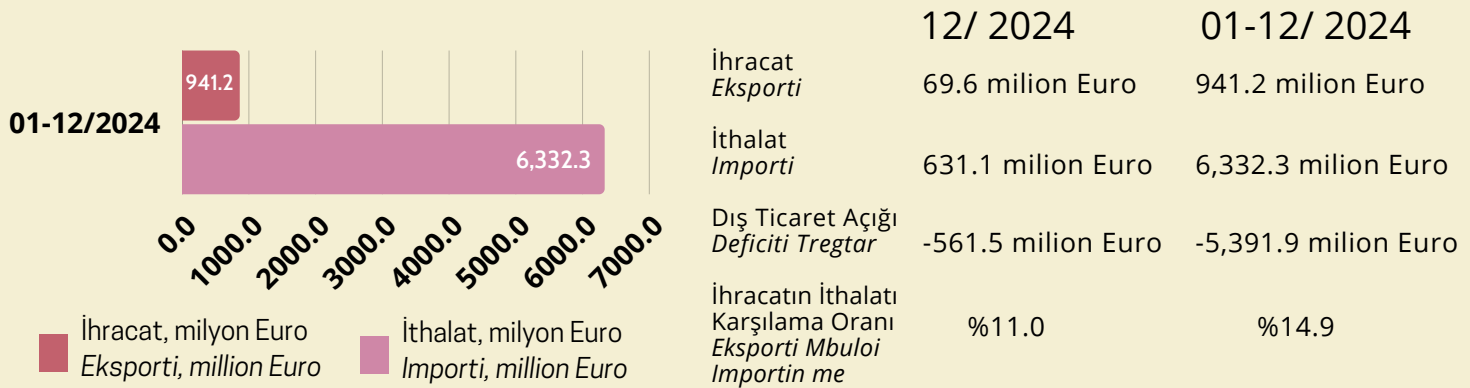 01-12/2024
941.2
6,332.3
0.0
1000.0
2000.0
3000.0
4000.0
5000.0
6000.0
7000.0
İhracat, milyon Euro
Eksporti, million Euro
İthalat, milyon Euro
Importi, million Euro
12/ 2024 01-12/ 2024
İhracat
Eksporti
69.6 milion Euro 941.2 milion Euro
İthalat
Importi
631.1 milion Euro 6,332.3 milion Euro
Dış Ticaret Açığı
Deficiti Tregtar
-561.5 milion Euro -5,391.9 milion Euro
İhracatın İthalatı
Karşılama Oranı
Eksporti Mbuloi
Importin me
%11.0 %14.9